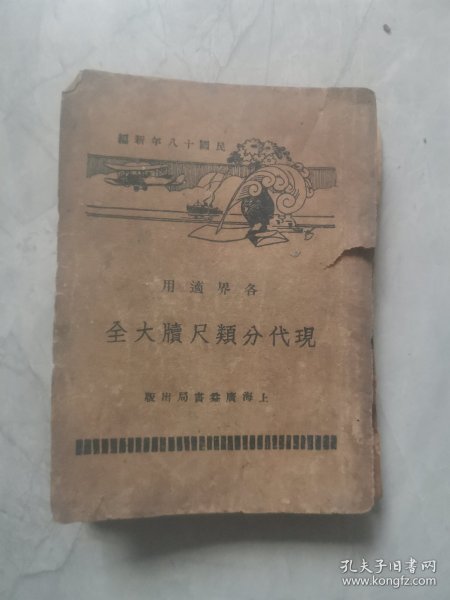 民國十八年新編
各界適用
現代分類尺牘大全
上海廣益書局出版
孔夫子旧书网
www.kongfz.com